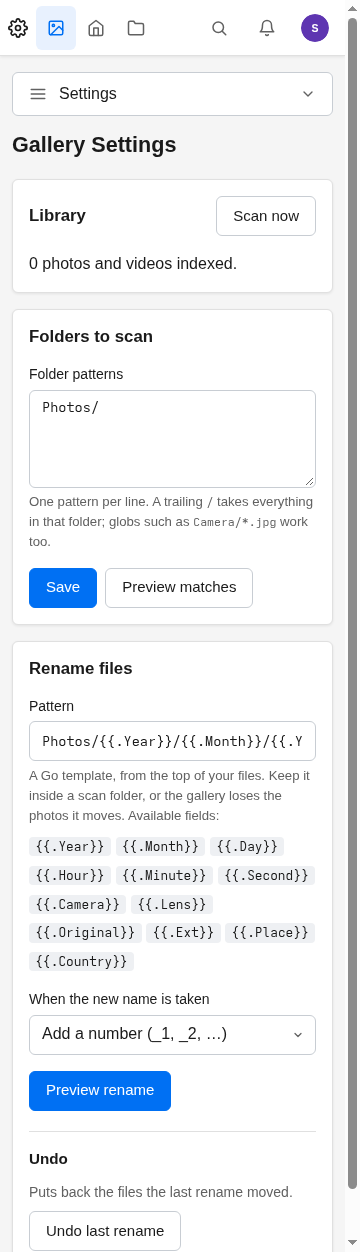 S
Settings
Gallery Settings
Library
Scan now
0 photos and videos indexed.
Folders to scan
Folder patterns
Photos/
One pattern per line. A trailing / takes everything
in that folder; globs such as Camera/*.jpg work
too.
Save
Preview matches
Rename files
Pattern
Photos/{{.Year}}/{{.Month}}/{{.Y
A Go template, from the top of your files. Keep it
inside a scan folder, or the gallery loses the
photos it moves. Available fields:
{{.Year}} {{.Month}} {{.Day}}
{{.Hour}} {{.Minute}} {{.Second}}
{{.Camera}} {{.Lens}}
{{.Original}} {{.Ext}} {{.Place}}
{{.Country}}
When the new name is taken
Add a number (_1, _2, …)
Preview rename
Undo
Puts back the files the last rename moved.
Undo last rename